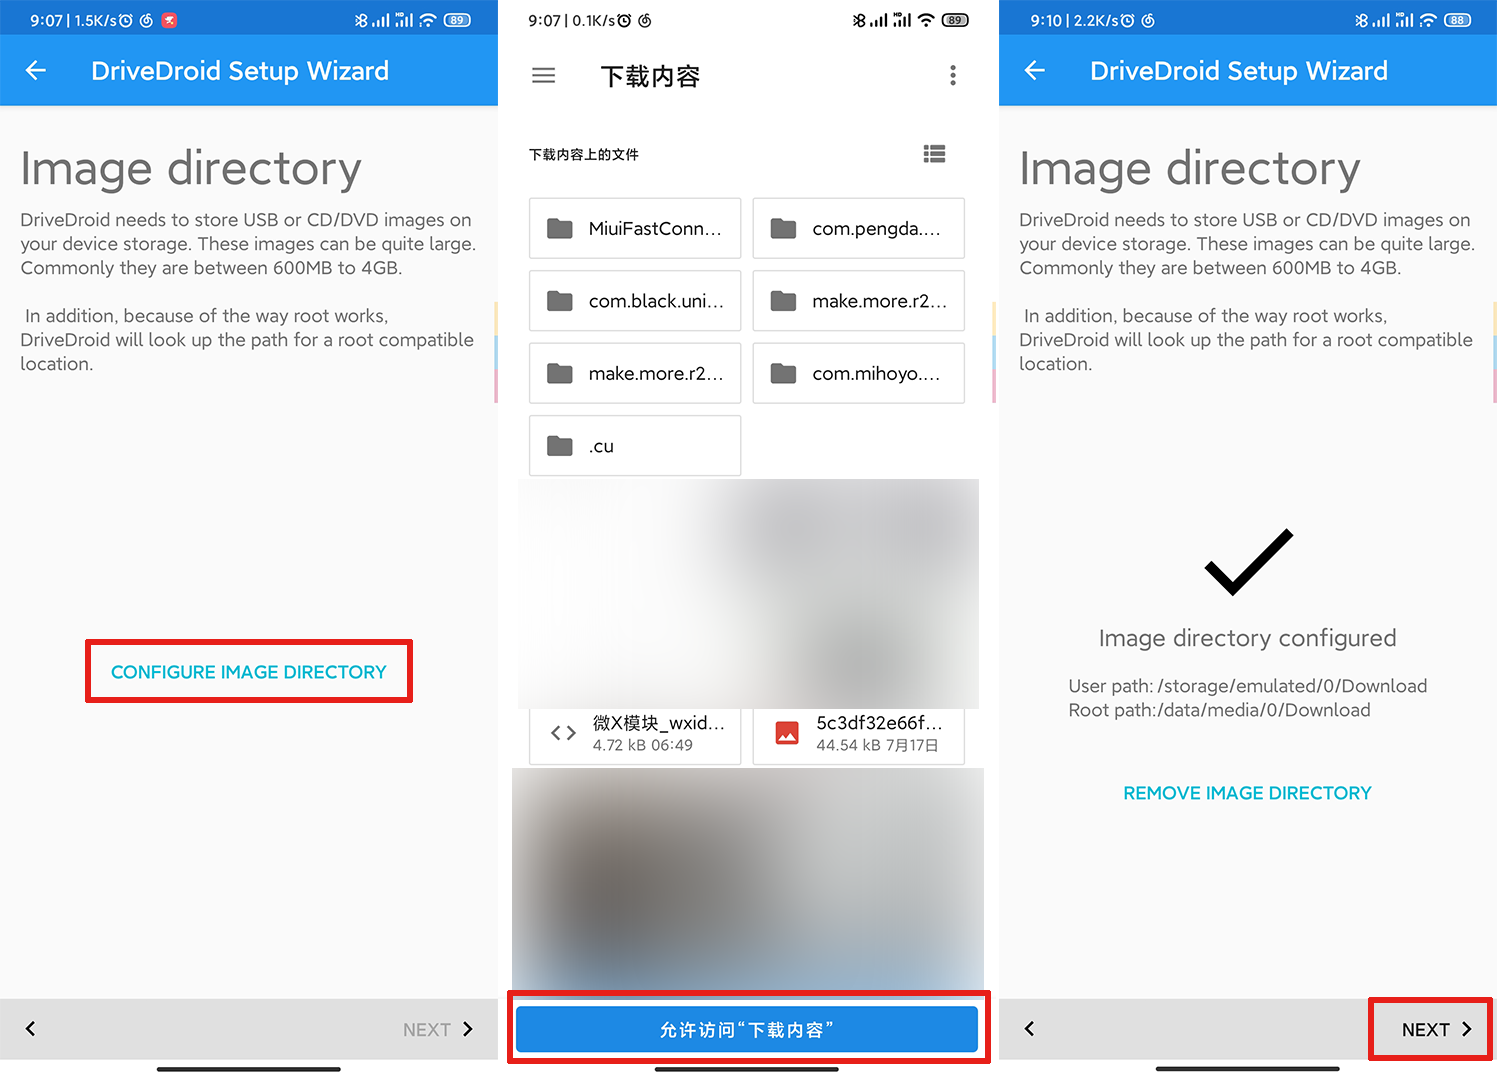 9:07 | 1.5K/s
89
DriveDroid Setup Wizard
Image directory
DriveDroid needs to store USB or CD/DVD images on
your device storage. These images can be quite large.
Commonly they are between 600MB to 4GB.
In addition, because of the way root works,
DriveDroid will look up the path for a root compatible
location.
CONFIGURE IMAGE DIRECTORY
NEXT
9:07 | 0.1K/s
89
下载内容
下载内容上的文件
MiuiFastConn...
com.pengda....
com.black.uni...
make.more.r2...
make.more.r2...
com.mihoyo....
.cu
微X模块_wxid...
4.72 kB 06:49
5c3df32e66f...
44.54 kB 7月17日
允许访问“下载内容”
9:10 | 2.2K/s
88
DriveDroid Setup Wizard
Image directory
DriveDroid needs to store USB or CD/DVD images on
your device storage. These images can be quite large.
Commonly they are between 600MB to 4GB.
In addition, because of the way root works,
DriveDroid will look up the path for a root compatible
location.
Image directory configured
User path: /storage/emulated/0/Download
Root path:/data/media/0/Download
REMOVE IMAGE DIRECTORY
NEXT